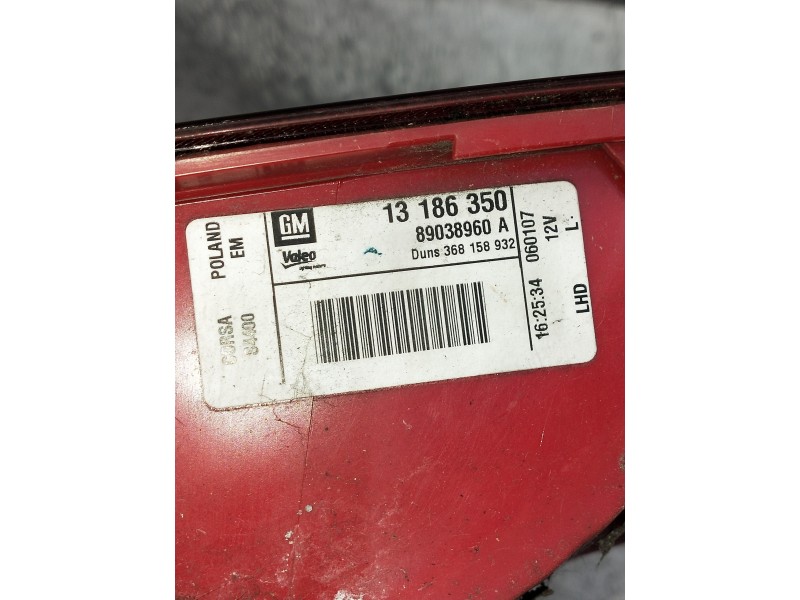 POLAND
EM
CORSA
84400
GM
Valeo
13 186 350
89038960 A
Duns 368 158 932
060107
12V
L
16:25:34
LHD